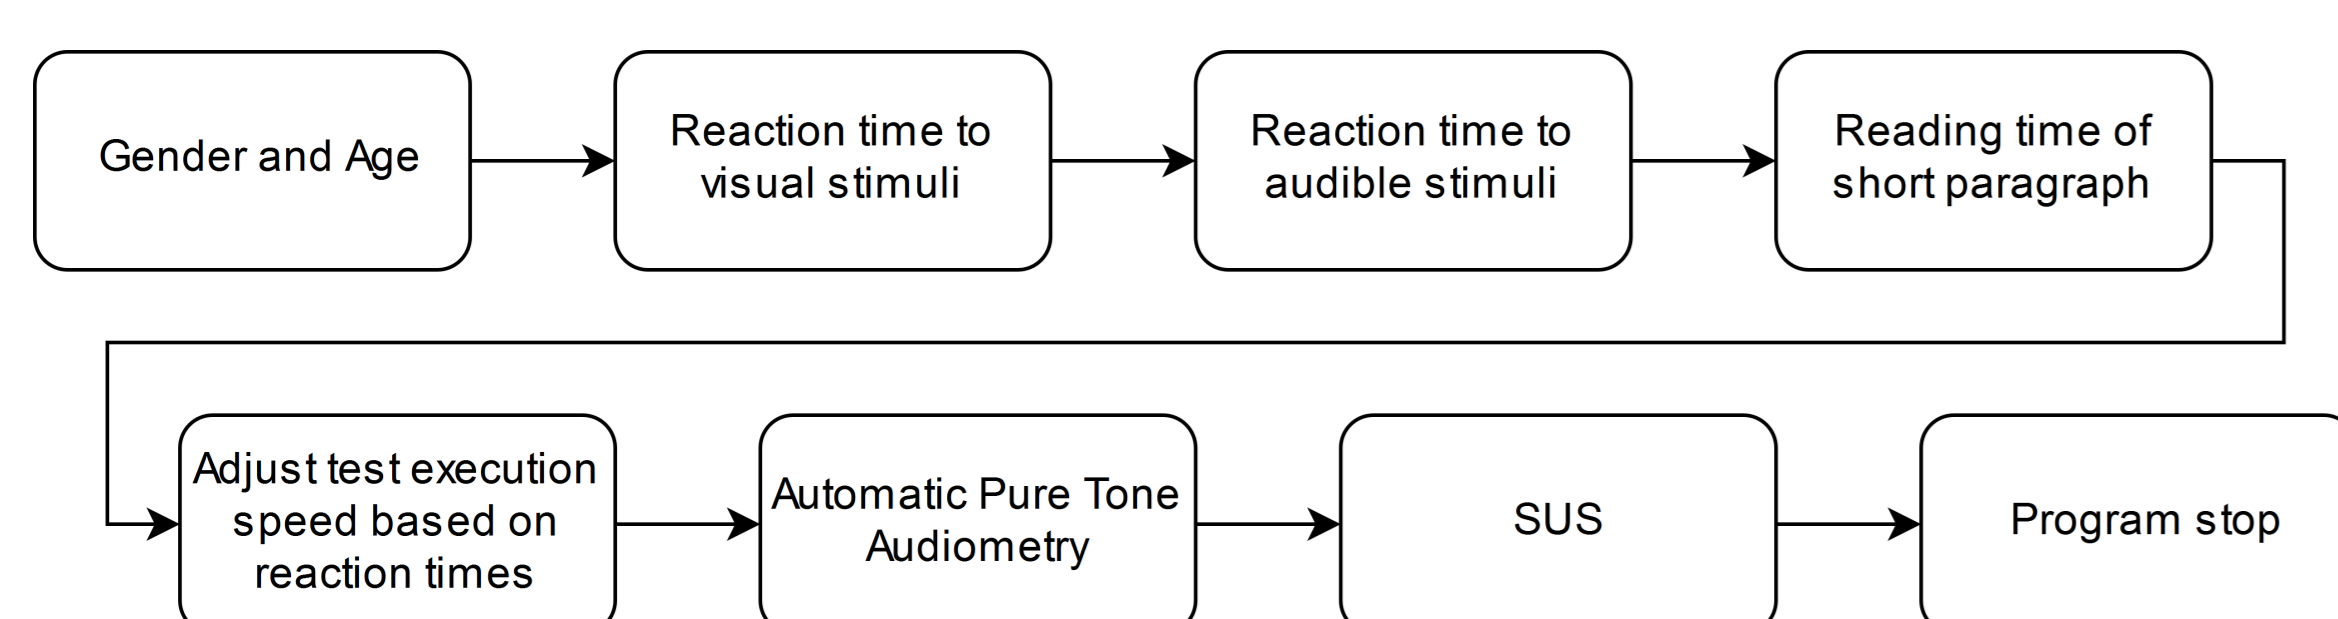 Gender and Age
Reaction time to
visual stimuli
Reaction time to
audible stimuli
Reading time of
short paragraph
Adjust test execution
speed based on
reaction times
Automatic Pure Tone
Audiometry
SUS
Program stop